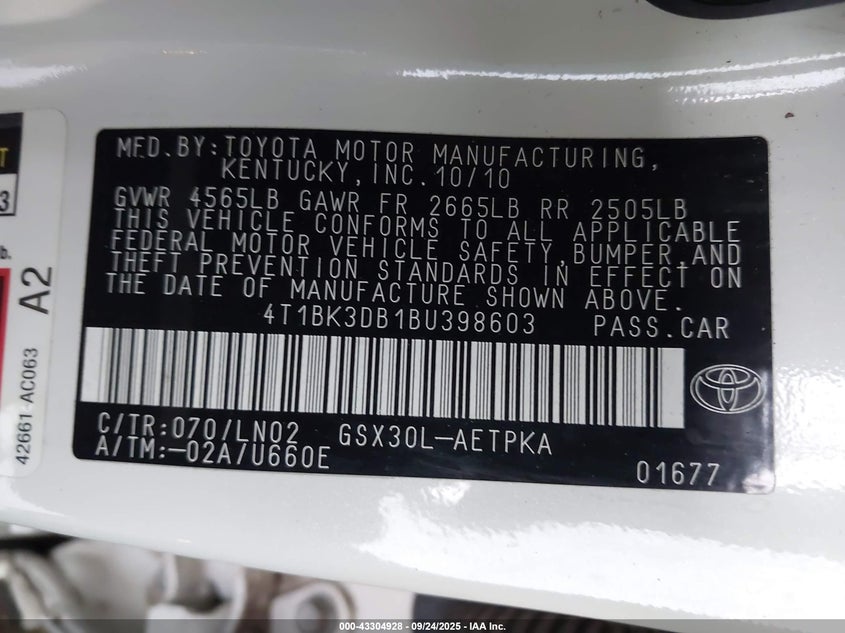 MFD.BY:TOYOTA MOTOR MANUFACTURING,
KENTUCKY,INC.10/10
GVWR 4565LB GAWR FR 2665LB RR 2505LB
THIS VEHICLE CONFORMS TO ALL APPLICABLE
FEDERAL MOTOR VEHICLE SAFETY,BUMPER,AND
THEFT PREVENTION STANDARDS IN EFFECT ON
THE DATE OF MANUFACTURE SHOWN ABOVE.
4T1BK3DB1BU398603 PASS.CAR
C/TR:070/LN02 GSX30L-AETPKA
A/TM:-02A/U660E
01677
T
3
b.
A2
42661-AC063
000-43304928 - 09/24/2025 - IAA Inc.